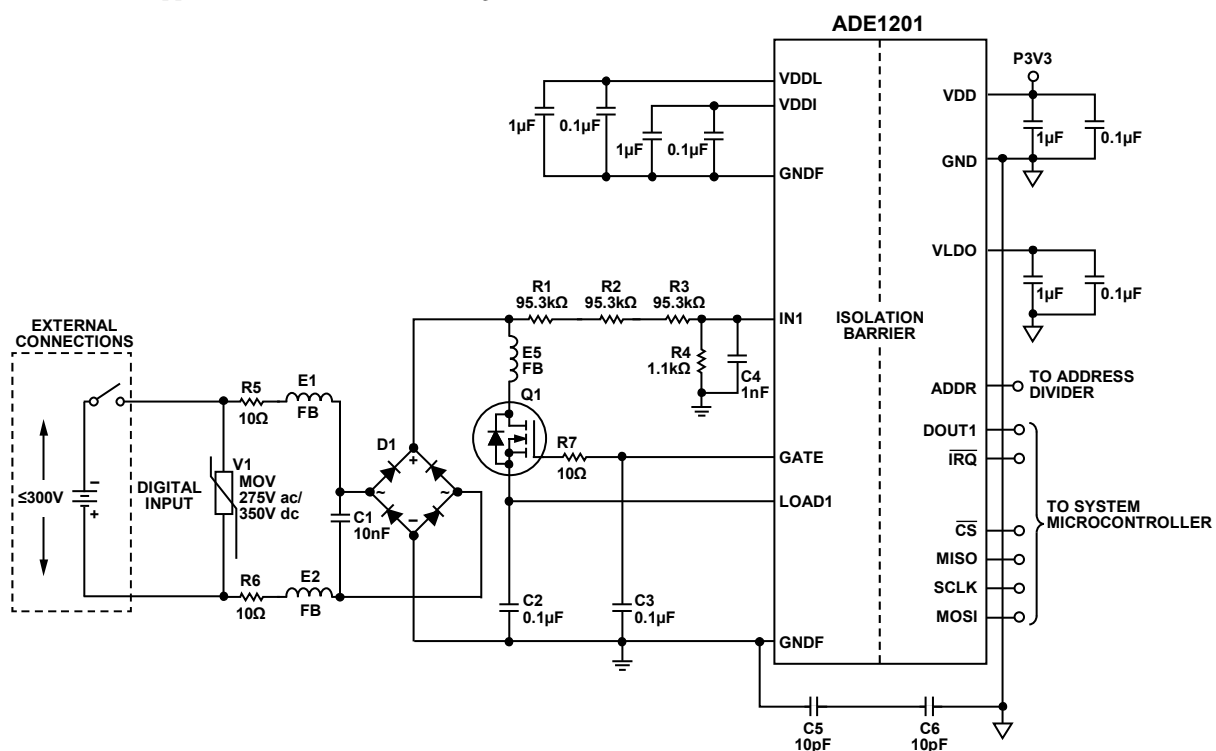 ADE1201
P3V3
VDDL
VDD
VDDI
1µF
0.1µF
1µF
0.1µF
1µF
0.1µF
GND
GNDF
VLDO
1µF
0.1µF
R1
95.3kΩ
R2
95.3kΩ
R3
95.3kΩ
IN1
ISOLATION
BARRIER
EXTERNAL
CONNECTIONS
E5
FB
R4
1.1kΩ
C4
1nF
ADDR
TO ADDRESS
DIVIDER
R5
10Ω
E1
FB
Q1
DOUT1
D1
R7
10Ω
GATE
IRQ
≤300V
–
+
DIGITAL
INPUT
V1
MOV
275V ac/
350V dc
+
~
~
–
C1
10nF
LOAD1
TO SYSTEM
MICROCONTROLLER
CS
MISO
R6
10Ω
E2
FB
C2
0.1µF
C3
0.1µF
SCLK
MOSI
GNDF
C5
10pF
C6
10pF